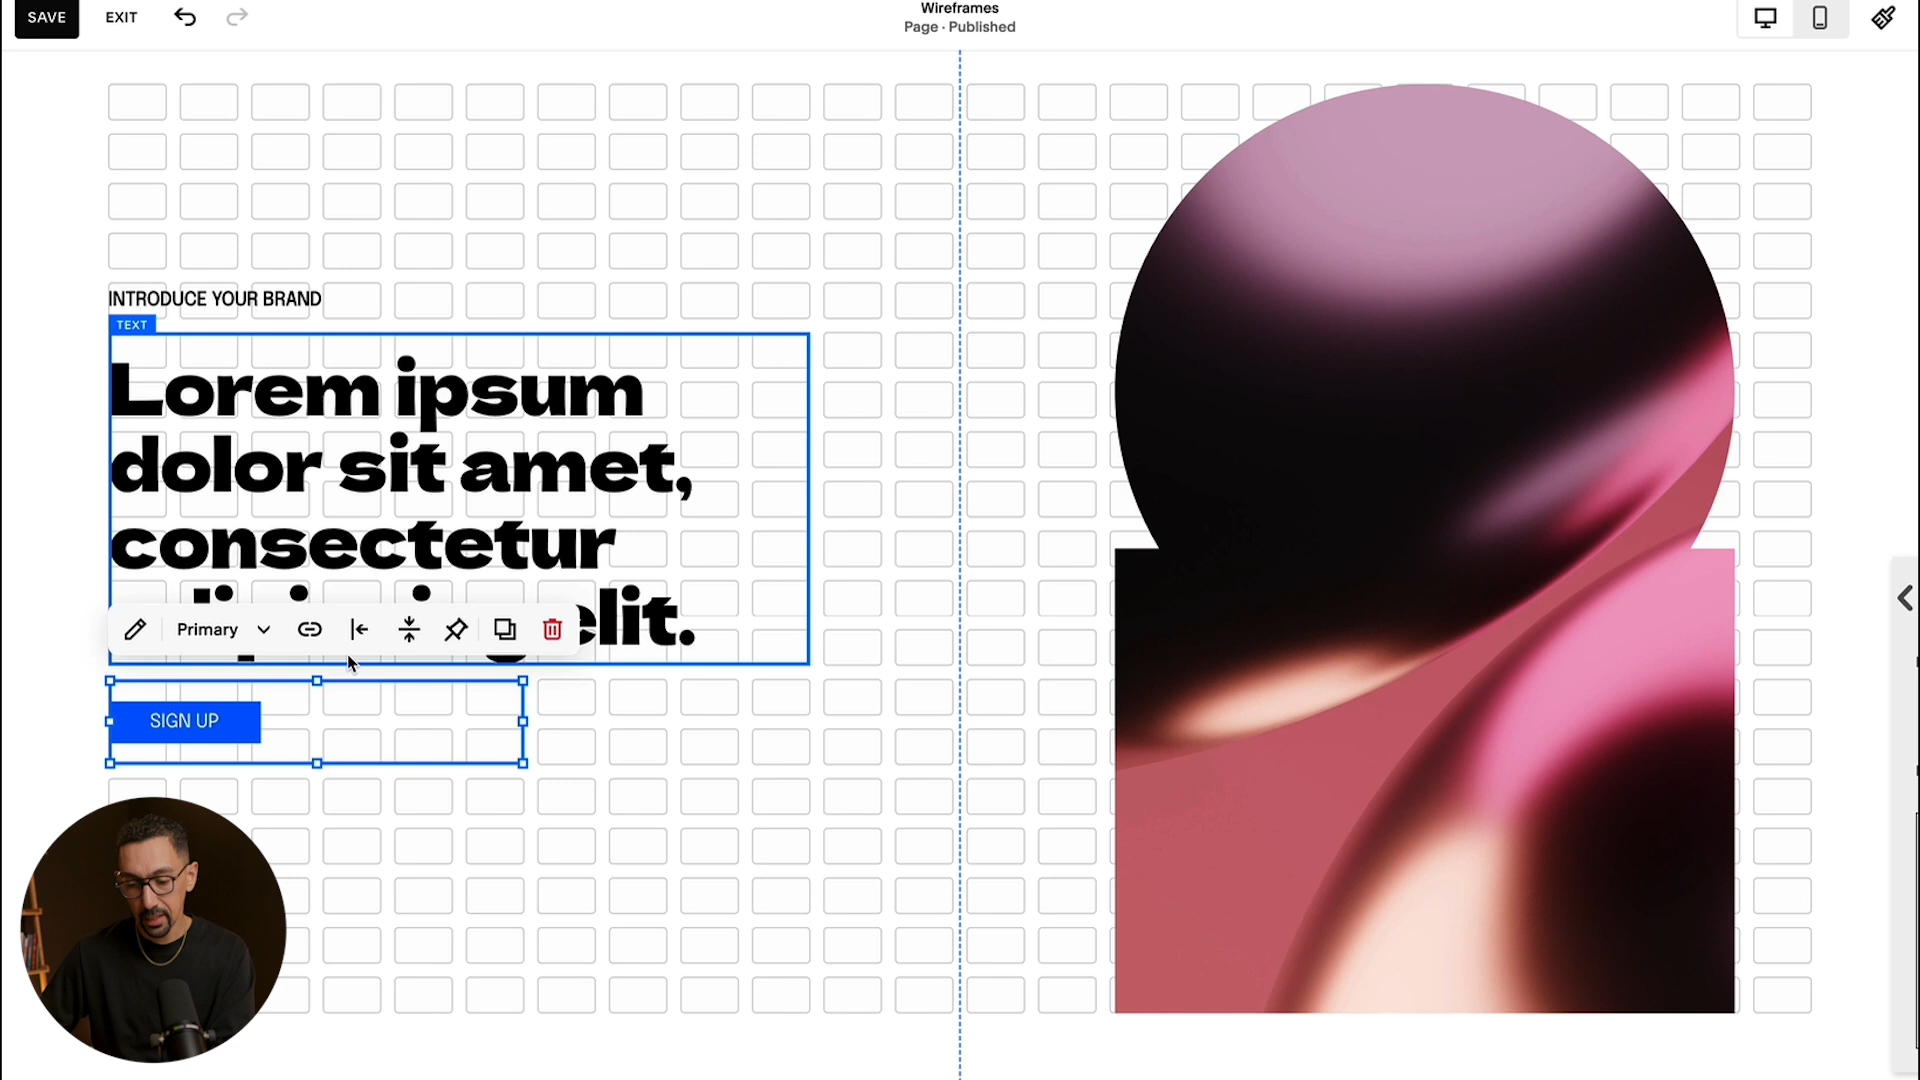 SAVE
EXIT
Wireframes
Page · Published
INTRODUCE YOUR BRAND
TEXT
Lorem ipsum
dolor sit amet,
consectetur
elit.
Primary
SIGN UP